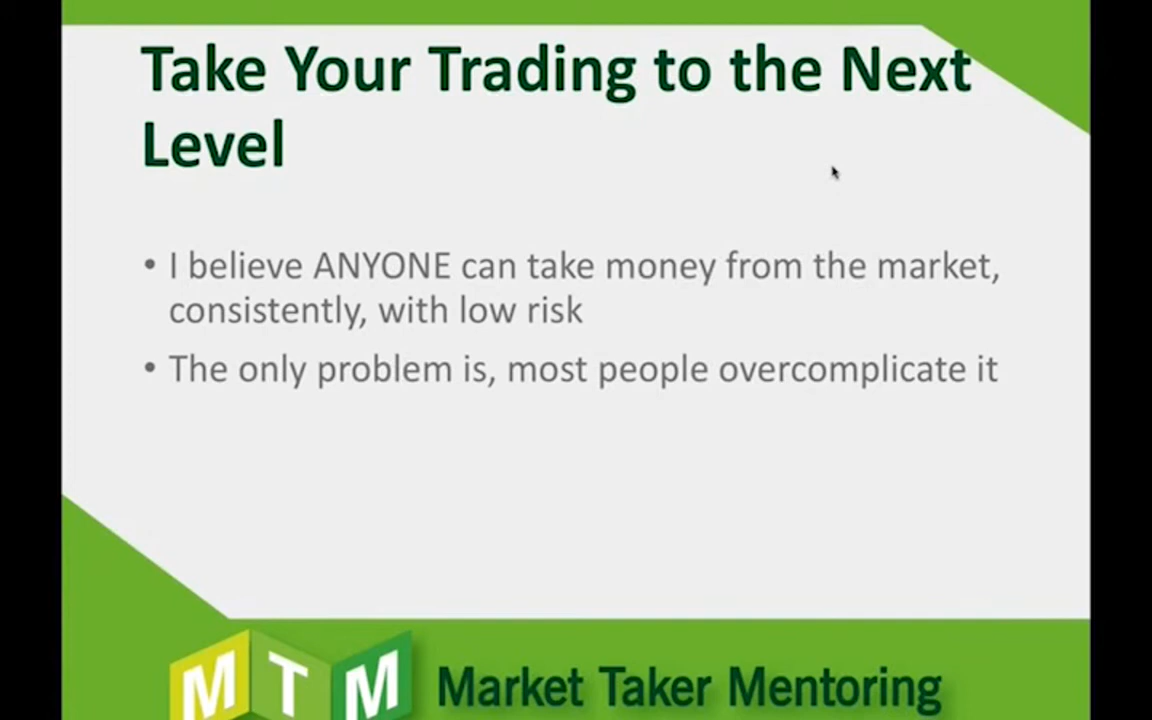 Take Your Trading to the Next
Level
• I believe ANYONE can take money from the market,
consistently, with low risk
• The only problem is, most people overcomplicate it
MTM Market Taker Mentoring